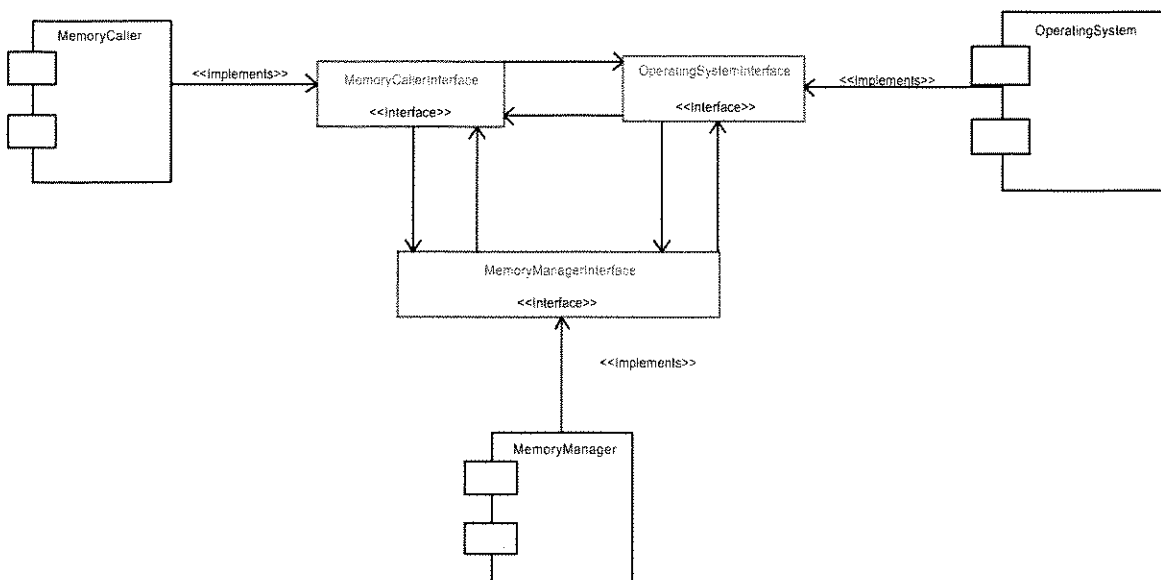 MemoryCaller
OperatingSystem
<<implements>>
MemoryCallerInterface
<<Interface>>
OperatingSystemInterface
<<Interface>>
<<implements>>
MemoryManagerInterface
<<Interface>>
<<implements>>
MemoryManager